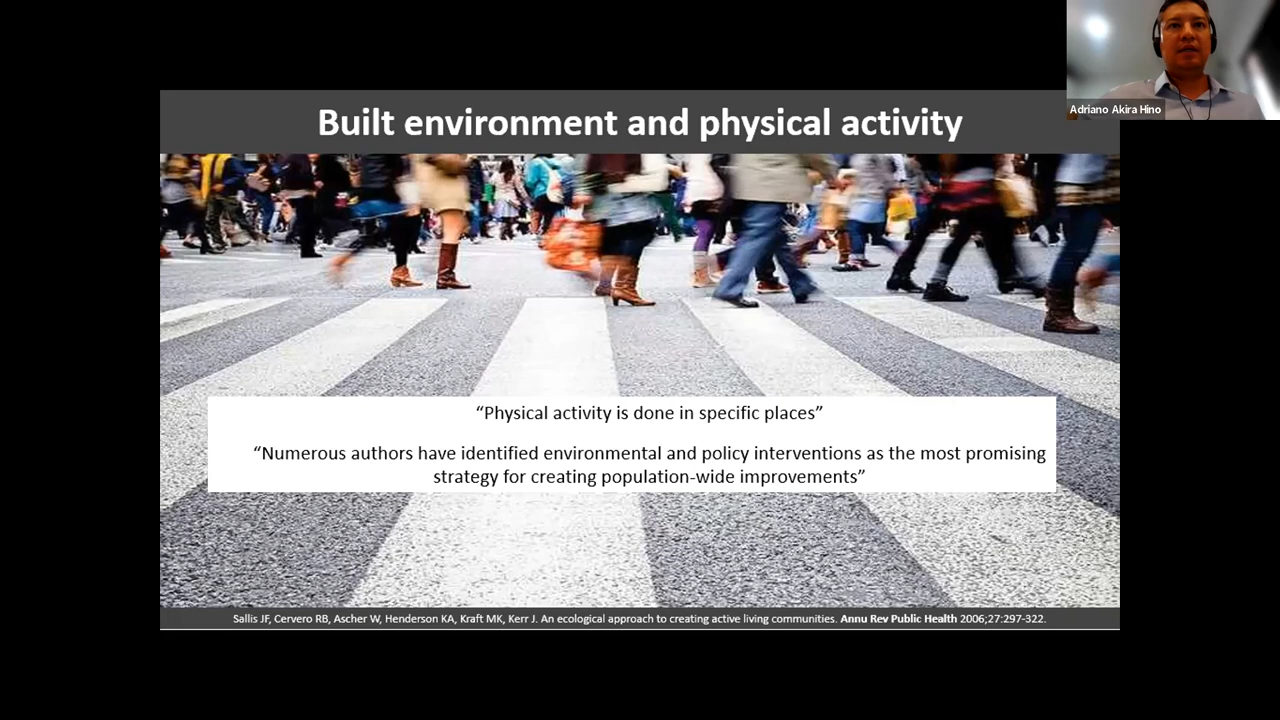 Adriano Akira Hino
Built environment and physical activity
“Physical activity is done in specific places”
“Numerous authors have identified environmental and policy interventions as the most promising
strategy for creating population-wide improvements”
Sallis JF, Cervero RB, Ascher W, Henderson KA, Kraft MK, Kerr J. An ecological approach to creating active living communities. Annu Rev Public Health 2006;27:297-322.